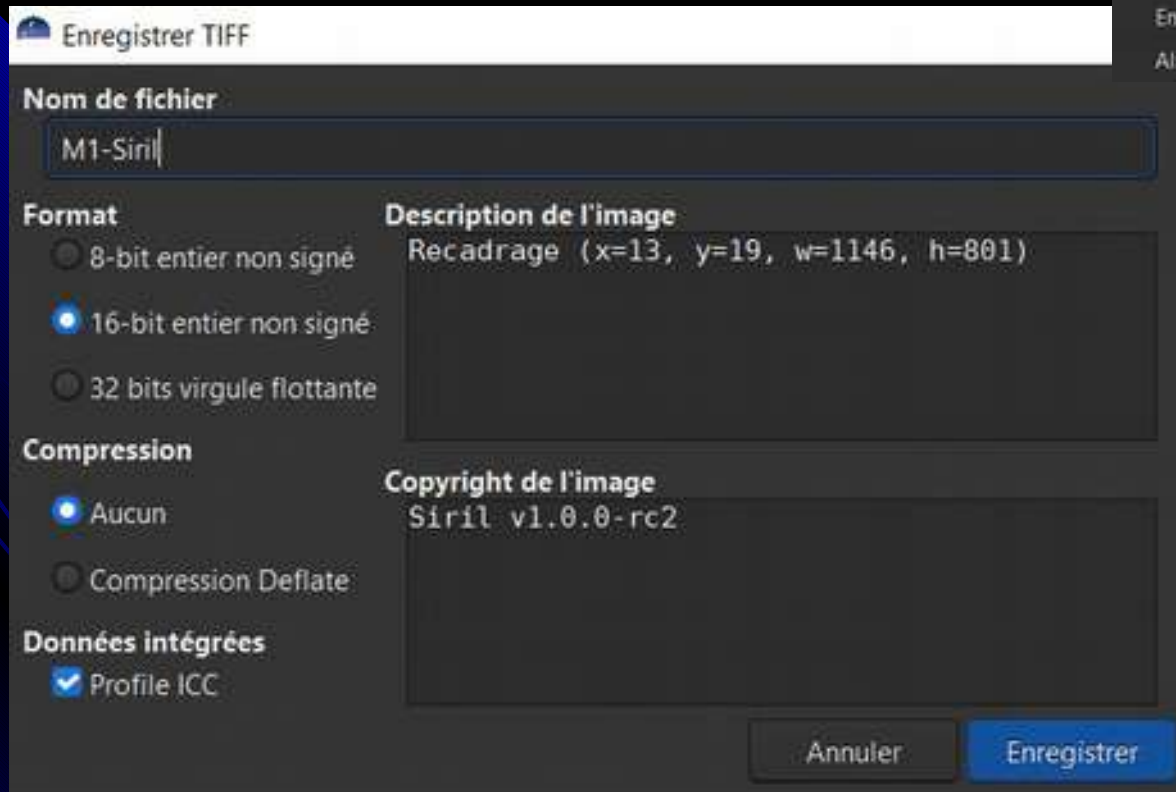 Enregistrer TIFF
En
Al
Nom de fichier
M1-Siril
Format
8-bit entier non signé
16-bit entier non signé
32 bits virgule flottante
Description de l'image
Recadrage (x=13, y=19, w=1146, h=801)
Compression
Aucun
Compression Deflate
Copyright de l'image
Siril v1.0.0-rc2
Données intégrées
Profile ICC
Annuler
Enregistrer